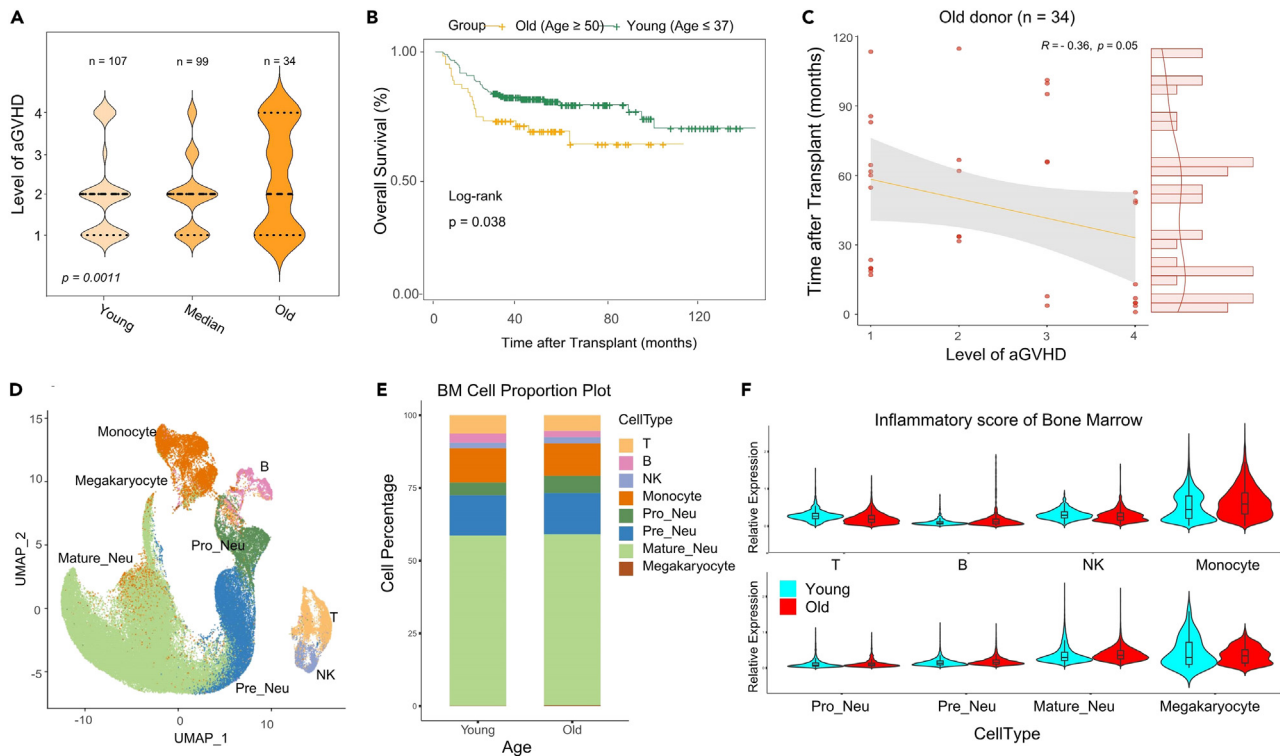 A
n = 107
n = 99
n = 34
Level of aGVHD
4
3
2
1
p = 0.0011
Young
Median
Old
B
Group
Old (Age ≥ 50)
Young (Age ≤ 37)
1.00
0.50
0.00
Overall Survival (%)
Log-rank
p = 0.038
0
40
80
120
Time after Transplant (months)
C
Old donor (n = 34)
R = - 0.36, p = 0.05
Time after Transplant (months)
120
90
60
30
0
1
2
3
4
Level of aGVHD
D
UMAP_2
15
10
5
0
-5
Monocyte
B
Megakaryocyte
Pro_Neu
Mature_Neu
T
NK
Pre_Neu
-10
0
10
UMAP_1
E
BM Cell Proportion Plot
Cell Percentage
100
75
50
25
0
Young
Old
Age
CellType
T
B
NK
Monocyte
Pro_Neu
Pre_Neu
Mature_Neu
Megakaryocyte
F
Inflammatory score of Bone Marrow
Relative Expression
T
B
NK
Monocyte
Young
Old
Relative Expression
Pro_Neu
Pre_Neu
Mature_Neu
Megakaryocyte
CellType